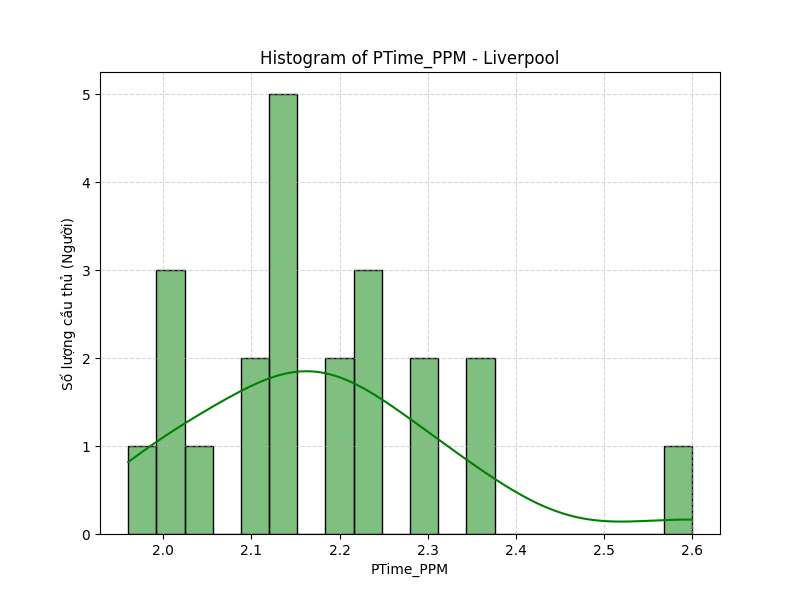 Histogram of PTime_PPM - Liverpool
Số lượng cầu thủ (Người)
5
4
3
2
1
0
2.0 2.1 2.2 2.3 2.4 2.5 2.6
PTime_PPM